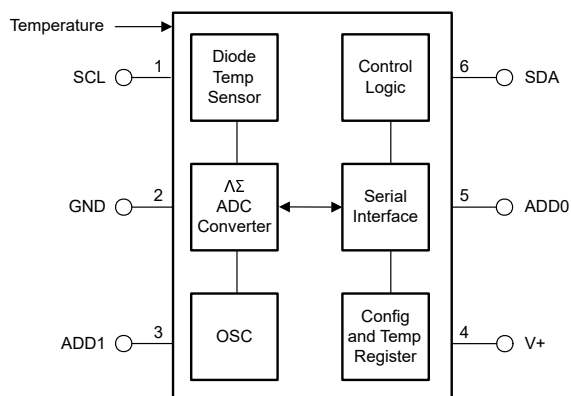 Temperature
SCL
1
Diode
Temp
Sensor
Control
Logic
6
SDA
GND
2
ΛΣ
ADC
Converter
Serial
Interface
5
ADD0
ADD1
3
OSC
Config
and Temp
Register
4
V+